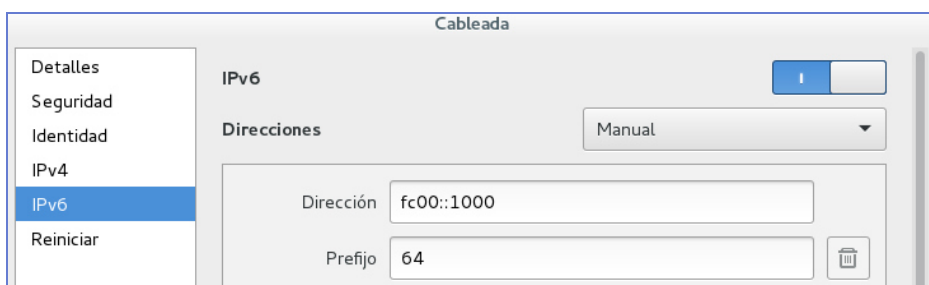 Cableada
Detalles
Seguridad
Identidad
IPv4
IPv6
Reiniciar
IPv6
Direcciones Manual
Dirección fc00::1000
Prefijo 64